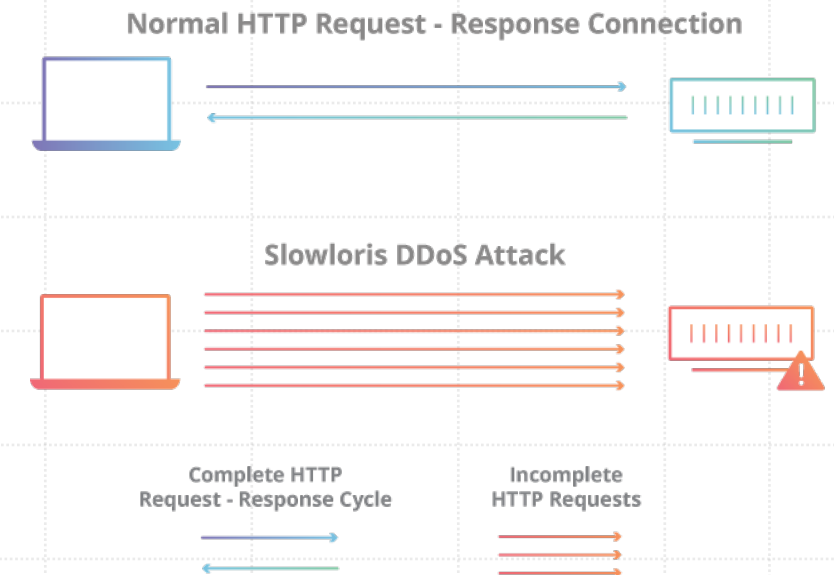 Normal HTTP Request - Response Connection
Slowloris DDoS Attack
Complete HTTP
Request - Response Cycle
Incomplete
HTTP Requests